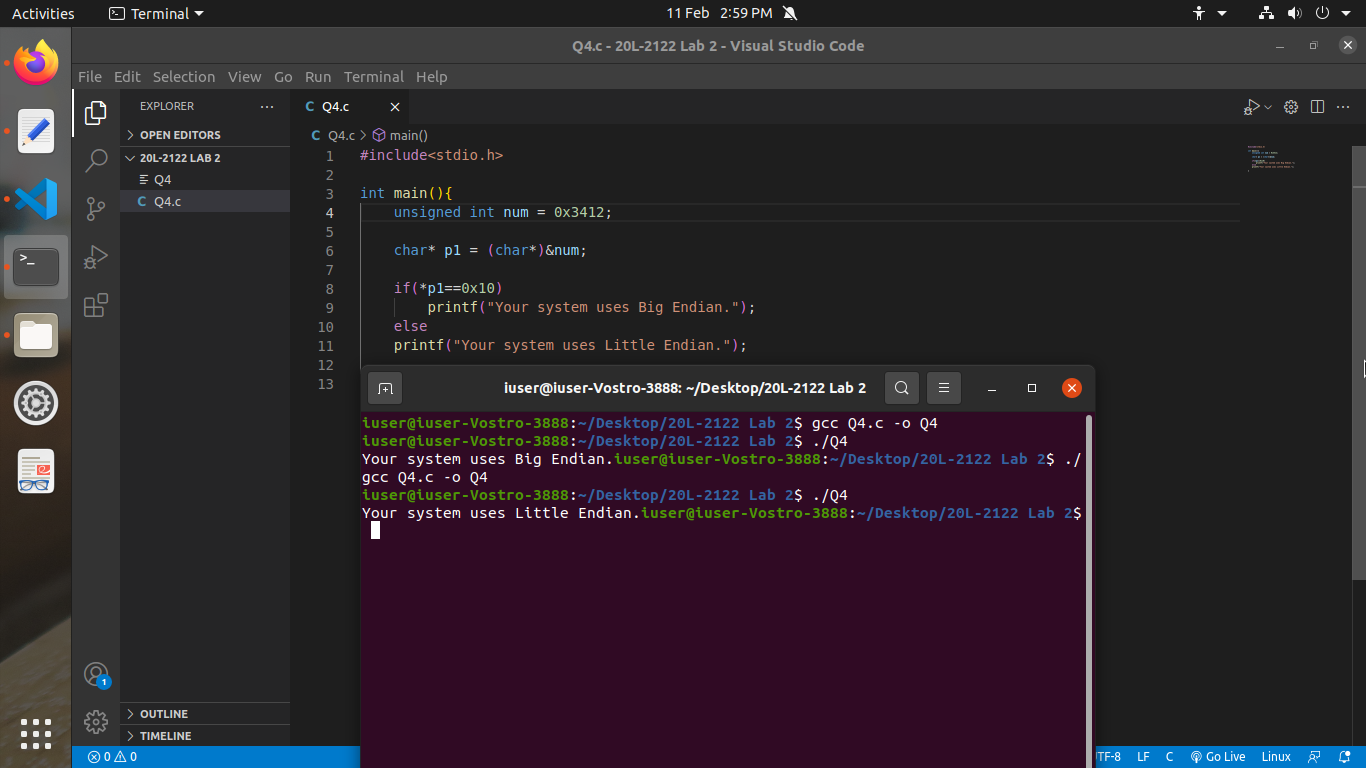 Activities
Terminal
11 Feb 2:59 PM
Q4.c - 20L-2122 Lab 2 - Visual Studio Code
File Edit Selection View Go Run Terminal Help
EXPLORER
OPEN EDITORS
20L-2122 LAB 2
Q4
C Q4.c
C Q4.c
C Q4.c > main()
1 #include<stdio.h>
2
3 int main(){
4 unsigned int num = 0x3412;
5
6 char* p1 = (char*)&num;
7
8 if(*p1==0x10)
9 printf("Your system uses Big Endian.");
10 else
11 printf("Your system uses Little Endian.");
12
13
iuser@iuser-Vostro-3888: ~/Desktop/20L-2122 Lab 2
iuser@iuser-Vostro-3888:~/Desktop/20L-2122 Lab 2$ gcc Q4.c -o Q4
iuser@iuser-Vostro-3888:~/Desktop/20L-2122 Lab 2$ ./Q4
Your system uses Big Endian.iuser@iuser-Vostro-3888:~/Desktop/20L-2122 Lab 2$ ./
gcc Q4.c -o Q4
iuser@iuser-Vostro-3888:~/Desktop/20L-2122 Lab 2$ ./Q4
Your system uses Little Endian.iuser@iuser-Vostro-3888:~/Desktop/20L-2122 Lab 2$
1
OUTLINE
TIMELINE
0 0
TF-8 LF C Go Live Linux